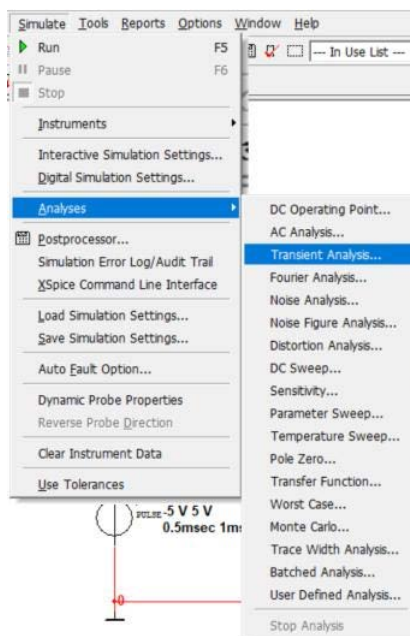 Simulate Tools Reports Options Window Help
--- In Use List ---
Run F5
Pause F6
Stop
Instruments
Interactive Simulation Settings...
Digital Simulation Settings...
Analyses
Postprocessor...
Simulation Error Log/Audit Trail
XSpice Command Line Interface
Load Simulation Settings...
Save Simulation Settings...
Auto Fault Option...
Dynamic Probe Properties
Reverse Probe Direction
Clear Instrument Data
Use Tolerances
DC Operating Point...
AC Analysis...
Transient Analysis...
Fourier Analysis...
Noise Analysis...
Noise Figure Analysis...
Distortion Analysis...
DC Sweep...
Sensitivity...
Parameter Sweep...
Temperature Sweep...
Pole Zero...
Transfer Function...
Worst Case...
Monte Carlo...
Trace Width Analysis...
Batched Analysis...
User Defined Analysis...
Stop Analysis
PULSE -5 V 5 V
0.5msec 1m
0